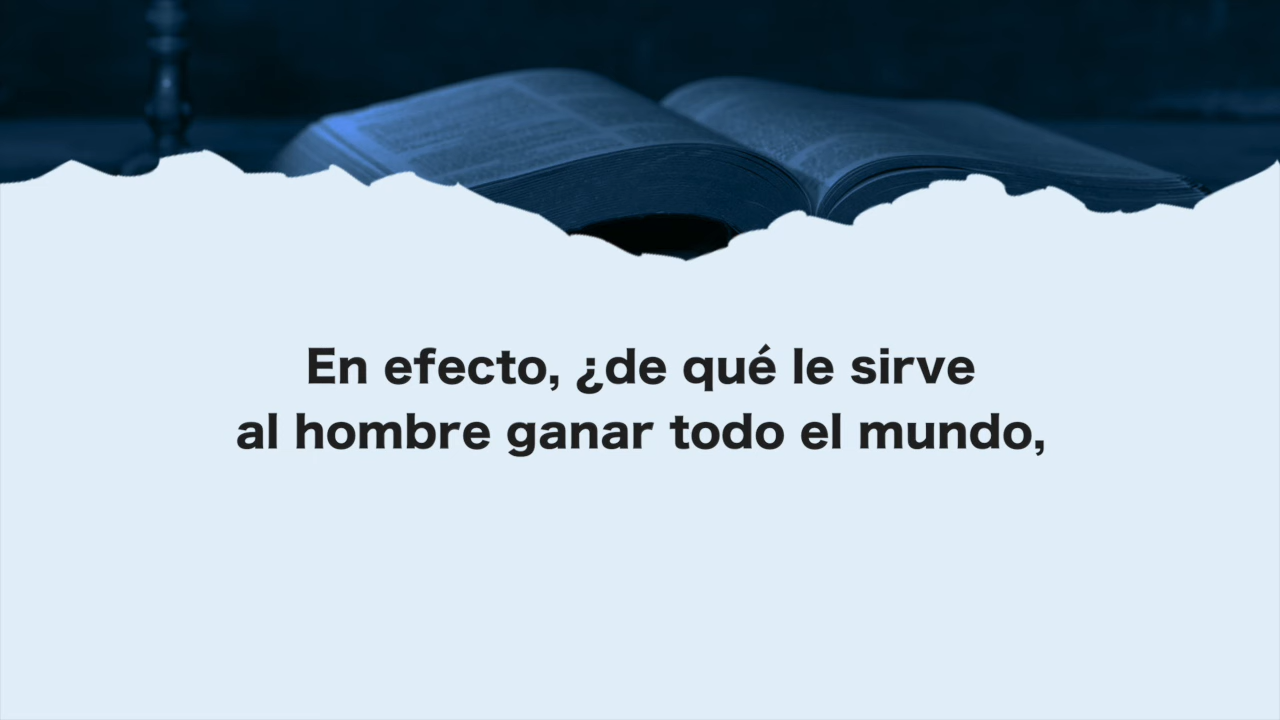 En efecto, ¿de qué le sirve
al hombre ganar todo el mundo,